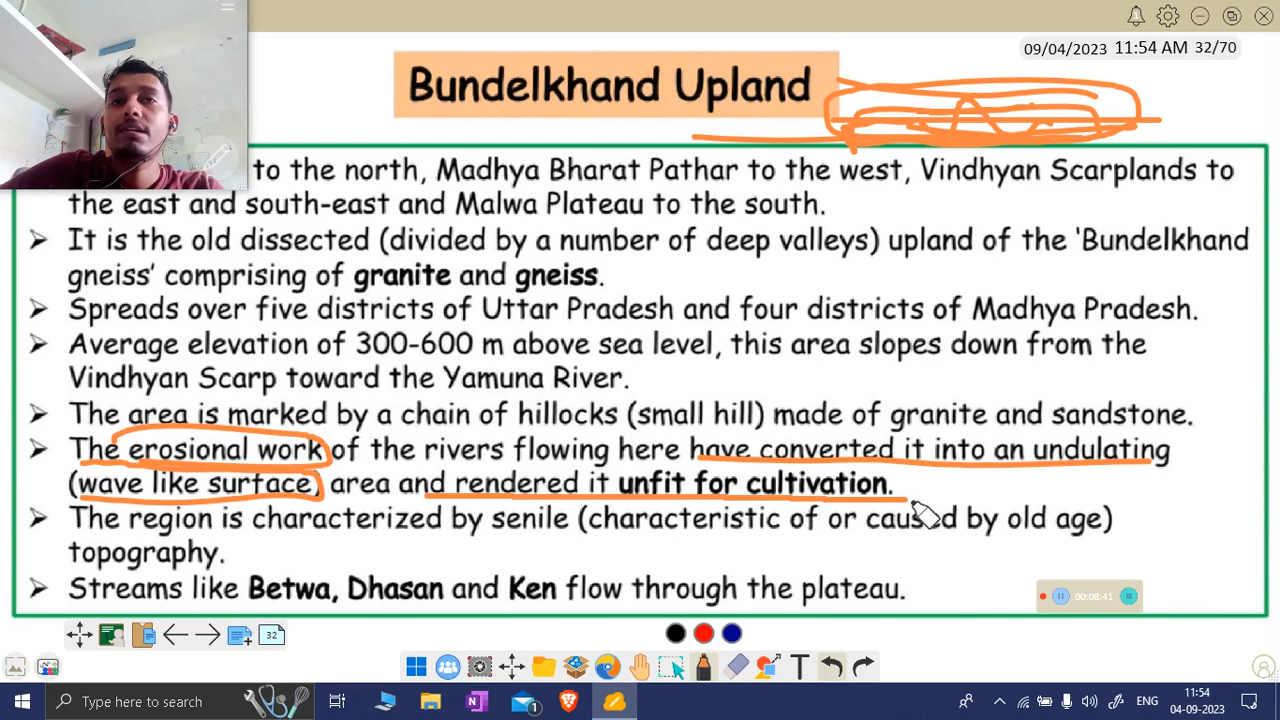 09/04/2023 11:54 AM 32/70
Bundelkhand Upland
to the north, Madhya Bharat Pathar to the west, Vindhyan Scarplands to
the east and south-east and Malwa Plateau to the south.
It is the old dissected (divided by a number of deep valleys) upland of the ‘Bundelkhand
gneiss’ comprising of granite and gneiss.
Spreads over five districts of Uttar Pradesh and four districts of Madhya Pradesh.
Average elevation of 300-600 m above sea level, this area slopes down from the
Vindhyan Scarp toward the Yamuna River.
The area is marked by a chain of hillocks (small hill) made of granite and sandstone.
The erosional work of the rivers flowing here have converted it into an undulating
(wave like surface) area and rendered it unfit for cultivation.
The region is characterized by senile (characteristic of or caused by old age)
topography.
Streams like Betwa, Dhasan and Ken flow through the plateau.
00:08:41
32
T
Type here to search
N
1
ENG
11:54
04-09-2023